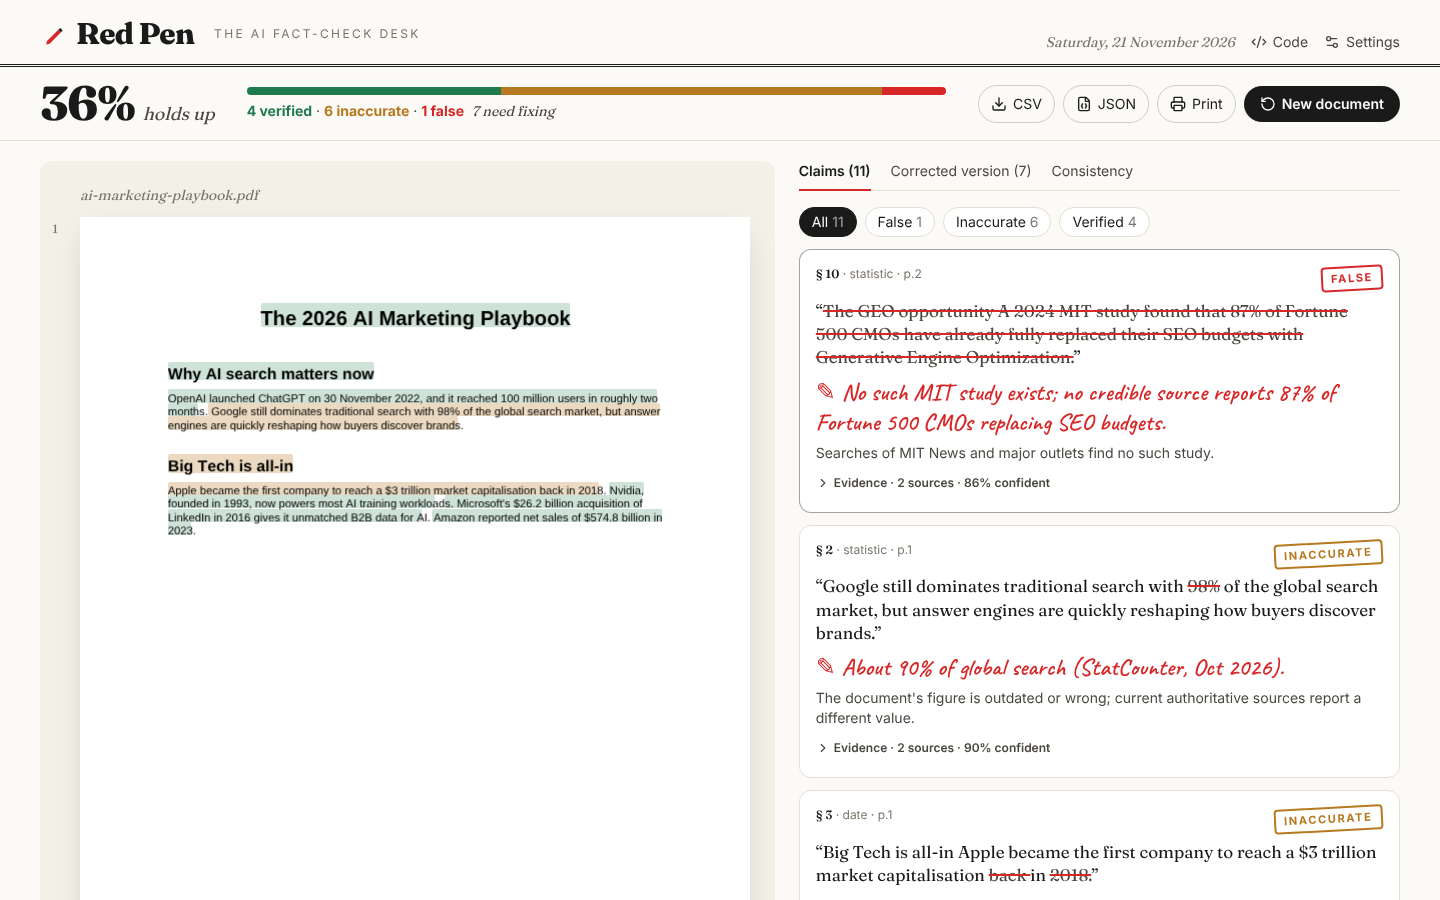 Red Pen
THE AI FACT-CHECK DESK
Saturday, 21 November 2026
Code
Settings
36% holds up
4 verified · 6 inaccurate · 1 false 7 need fixing
CSV
JSON
Print
New document
ai-marketing-playbook.pdf
1
The 2026 AI Marketing Playbook
Why AI search matters now
OpenAI launched ChatGPT on 30 November 2022, and it reached 100 million users in roughly two
months. Google still dominates traditional search with 98% of the global search market, but answer
engines are quickly reshaping how buyers discover brands.
Big Tech is all-in
Apple became the first company to reach a $3 trillion market capitalisation back in 2018. Nvidia,
founded in 1993, now powers most AI training workloads. Microsoft's $26.2 billion acquisition of
LinkedIn in 2016 gives it unmatched B2B data for AI. Amazon reported net sales of $574.8 billion in
2023.
Claims (11)
Corrected version (7)
Consistency
All 11
False 1
Inaccurate 6
Verified 4
§ 10 · statistic · p.2
FALSE
“The GEO opportunity A 2024 MIT study found that 87% of Fortune
500 CMOs have already fully replaced their SEO budgets with
Generative Engine Optimization.”
✎ No such MIT study exists; no credible source reports 87% of
Fortune 500 CMOs replacing SEO budgets.
Searches of MIT News and major outlets find no such study.
Evidence · 2 sources · 86% confident
§ 2 · statistic · p.1
INACCURATE
“Google still dominates traditional search with 98% of the global search
market, but answer engines are quickly reshaping how buyers discover
brands.”
✎ About 90% of global search (StatCounter, Oct 2026).
The document's figure is outdated or wrong; current authoritative sources report a
different value.
Evidence · 2 sources · 90% confident
§ 3 · date · p.1
INACCURATE
“Big Tech is all-in Apple became the first company to reach a $3 trillion
market capitalisation back in 2018.”